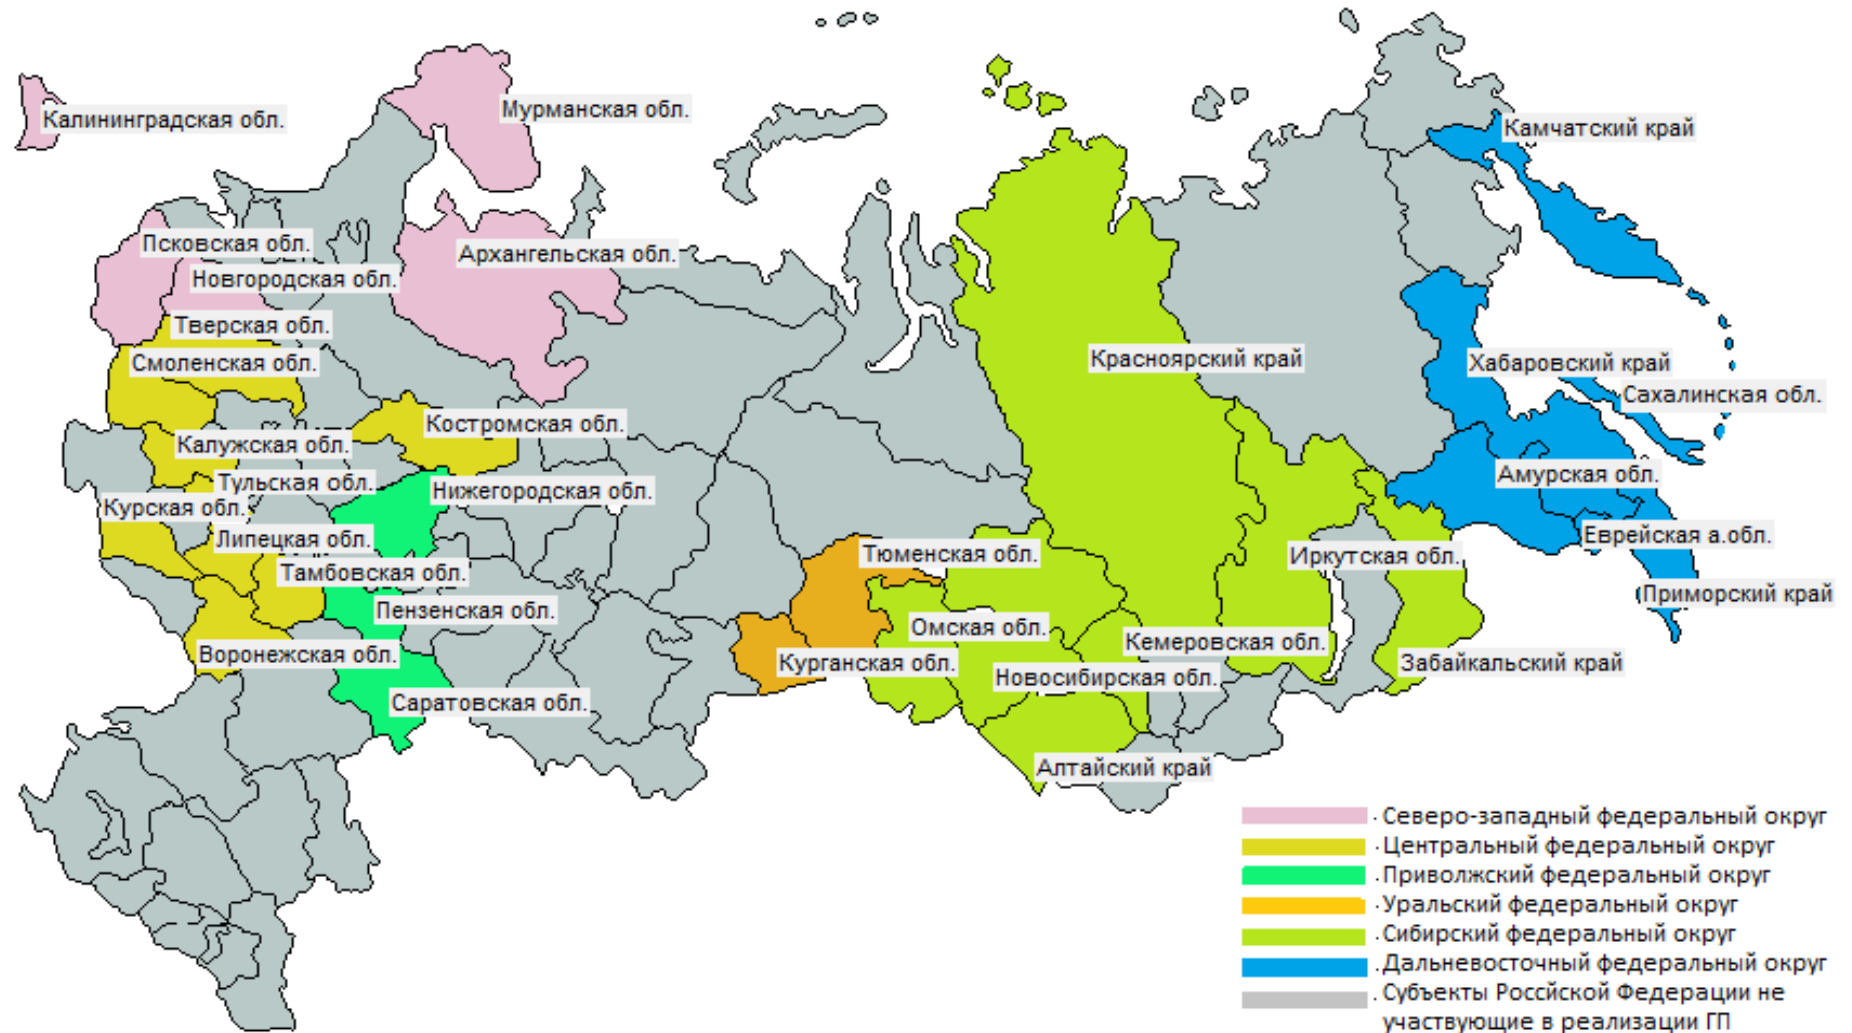 Калининградская обл.
Мурманская обл.
Камчатский край
Псковская обл.
Архангельская обл.
Новгородская обл.
Тверская обл.
Смоленская обл.
Красноярский край
Хабаровский край
Сахалинская обл.
Костромская обл.
Калужская обл.
Тульская обл.
Нижегородская обл.
Амурская обл.
Курская обл.
Липецкая обл.
Тюменская обл.
Иркутская обл.
Еврейская а.обл.
Тамбовская обл.
Пензенская обл.
Приморский край
Омская обл.
Кемеровская обл.
Воронежская обл.
Курганская обл.
Новосибирская обл.
Забайкальский край
Саратовская обл.
Алтайский край
. Северо-западный федеральный округ
. Центральный федеральный округ
. Приволжский федеральный округ
. Уральский федеральный округ
. Сибирский федеральный округ
. Дальневосточный федеральный округ
. Субъекты Россйской Федерации не
участвующие в реализации ГП